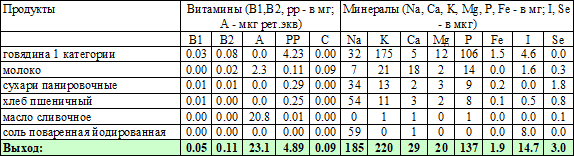 Продукты Витамины (B1,B2, pp - в мг; A - мкг рет.экв) Минералы (Na, Ca, K, Mg, P, Fe - в мг; I, Se - в мкг)
B1 B2 A PP C Na K Ca Mg P Fe I Se
говядина 1 категории 0.03 0.08 0.0 4.23 0.00 32 175 5 12 106 1.5 4.6 0.0
молоко 0.00 0.02 2.3 0.11 0.09 7 21 18 2 14 0.0 1.6 0.3
сухари панировочные 0.01 0.01 0.0 0.29 0.00 34 13 2 3 9 0.2 0.0 1.8
хлеб пшеничный 0.01 0.00 0.0 0.25 0.00 54 11 3 2 8 0.1 0.5 0.8
масло сливочное 0.00 0.00 20.8 0.01 0.00 0 1 1 0 1 0.0 0.0 0.1
соль поваренная йодированная 0.00 0.00 0.0 0.00 0.00 59 0 1 0 0 0.0 8.0 0.0
Выход: 0.05 0.11 23.1 4.89 0.09 185 220 29 20 137 1.9 14.7 3.0